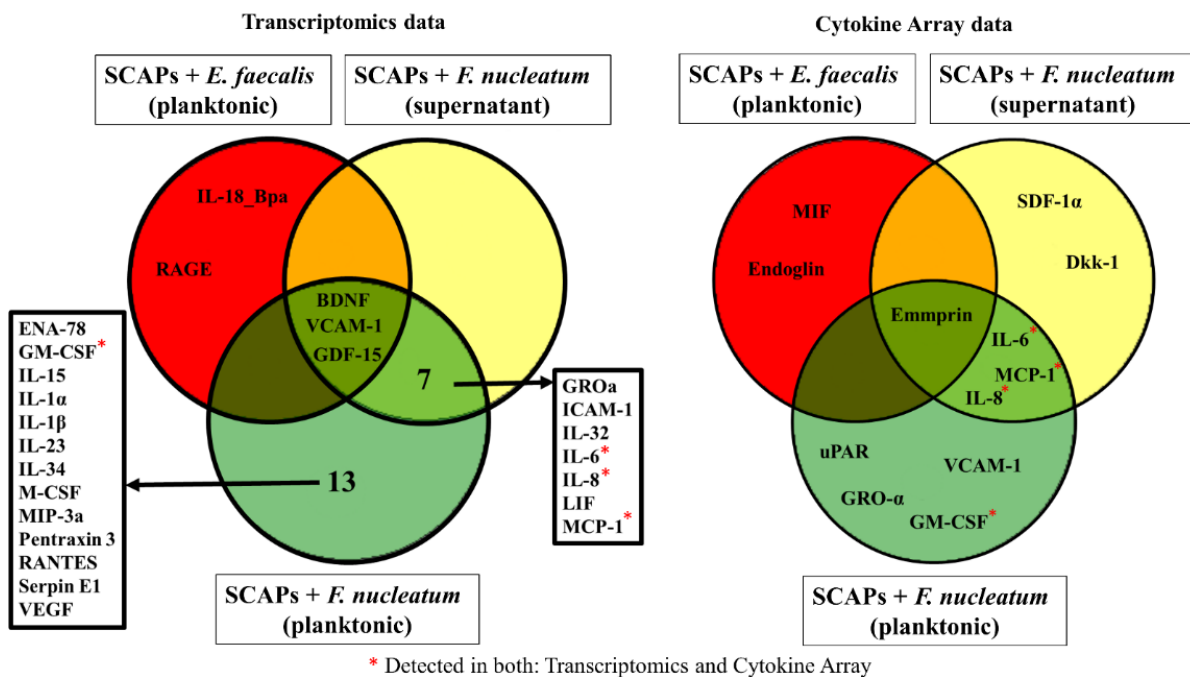 Transcriptomics data
SCAPs + E. faecalis
(planktonic)
SCAPs + F. nucleatum
(supernatant)
IL-18_Bpa
RAGE
BDNF
VCAM-1
GDF-15
7
13
ENA-78
GM-CSF*
IL-15
IL-1α
IL-1β
IL-23
IL-34
M-CSF
MIP-3a
Pentraxin 3
RANTES
Serpin E1
VEGF
GROa
ICAM-1
IL-32
IL-6*
IL-8*
LIF
MCP-1*
SCAPs + F. nucleatum
(planktonic)
Cytokine Array data
SCAPs + E. faecalis
(planktonic)
SCAPs + F. nucleatum
(supernatant)
MIF
Endoglin
SDF-1α
Dkk-1
Emmprin
IL-6*
MCP-1*
IL-8*
uPAR
VCAM-1
GRO-α
GM-CSF*
SCAPs + F. nucleatum
(planktonic)
* Detected in both: Transcriptomics and Cytokine Array